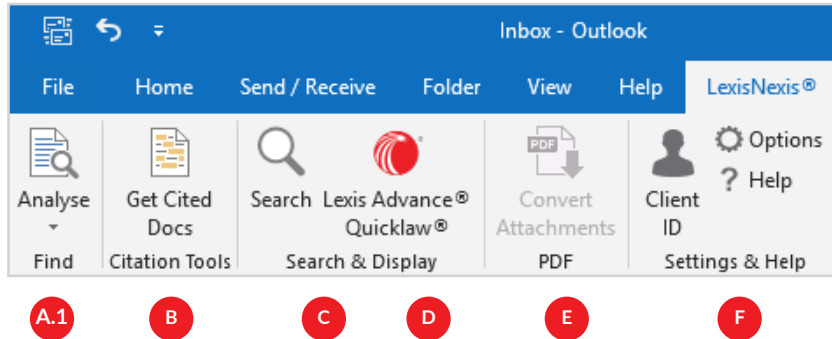 Inbox - Outlook
File Home Send / Receive Folder View Help LexisNexis®
Analyse
Find
Get Cited
Docs
Citation Tools
Search
Lexis Advance®
Quicklaw®
Search & Display
PDF
Convert
Attachments
PDF
Client
ID
Options
? Help
Settings & Help
A.1 B C D E F